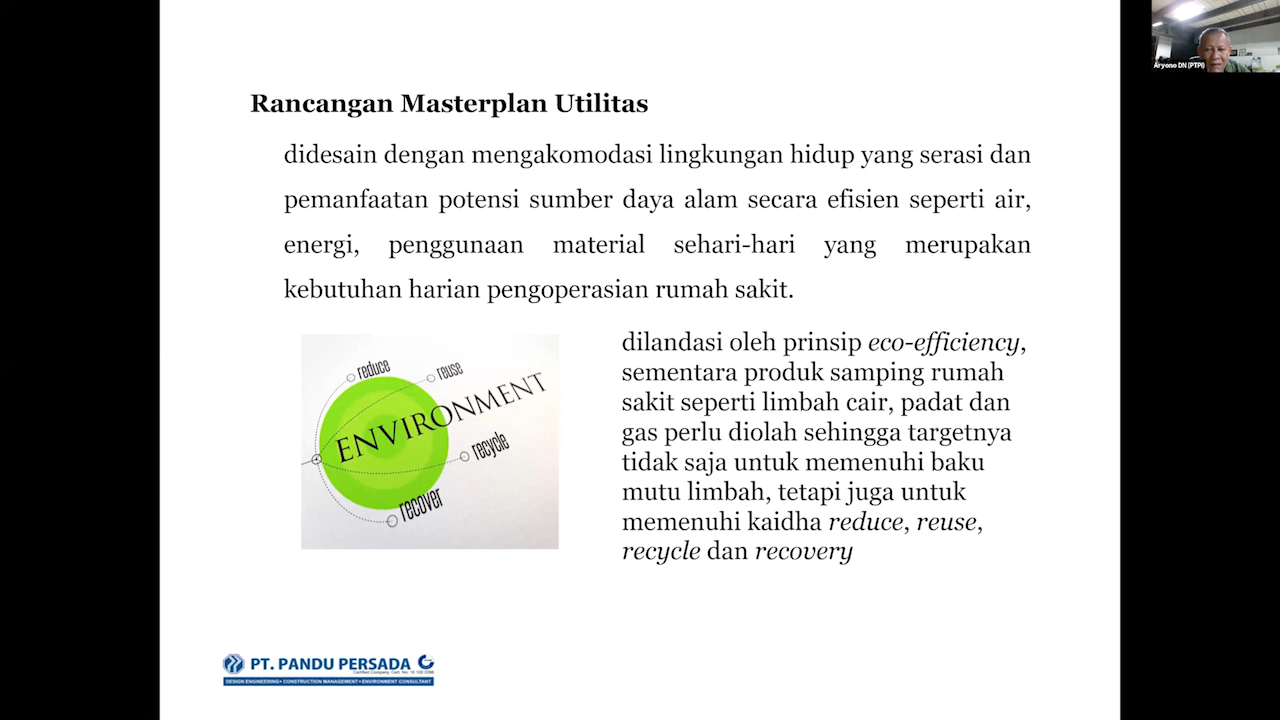 Aryono DN [PTPI]
Rancangan Masterplan Utilitas
didesain dengan mengakomodasi lingkungan hidup yang serasi dan
pemanfaatan potensi sumber daya alam secara efisien seperti air,
energi, penggunaan material sehari-hari yang merupakan
kebutuhan harian pengoperasian rumah sakit.
reduce
reuse
ENVIRONMENT
recycle
recover
dilandasi oleh prinsip eco-efficiency,
sementara produk samping rumah
sakit seperti limbah cair, padat dan
gas perlu diolah sehingga targetnya
tidak saja untuk memenuhi baku
mutu limbah, tetapi juga untuk
memenuhi kaidha reduce, reuse,
recycle dan recovery
PT. PANDU PERSADA
Certified Company, Cert. No.
DESIGN ENGINEERING • CONSTRUCTION MANAGEMENT • ENVIRONMENT CONSULTANT